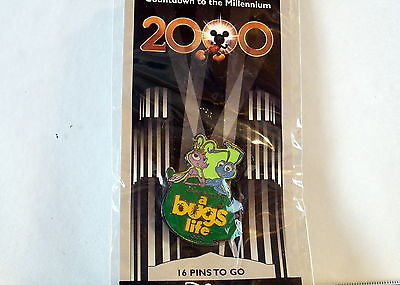 Countdown to the Millennium
2000
a
bugs
life
16 PINS TO GO